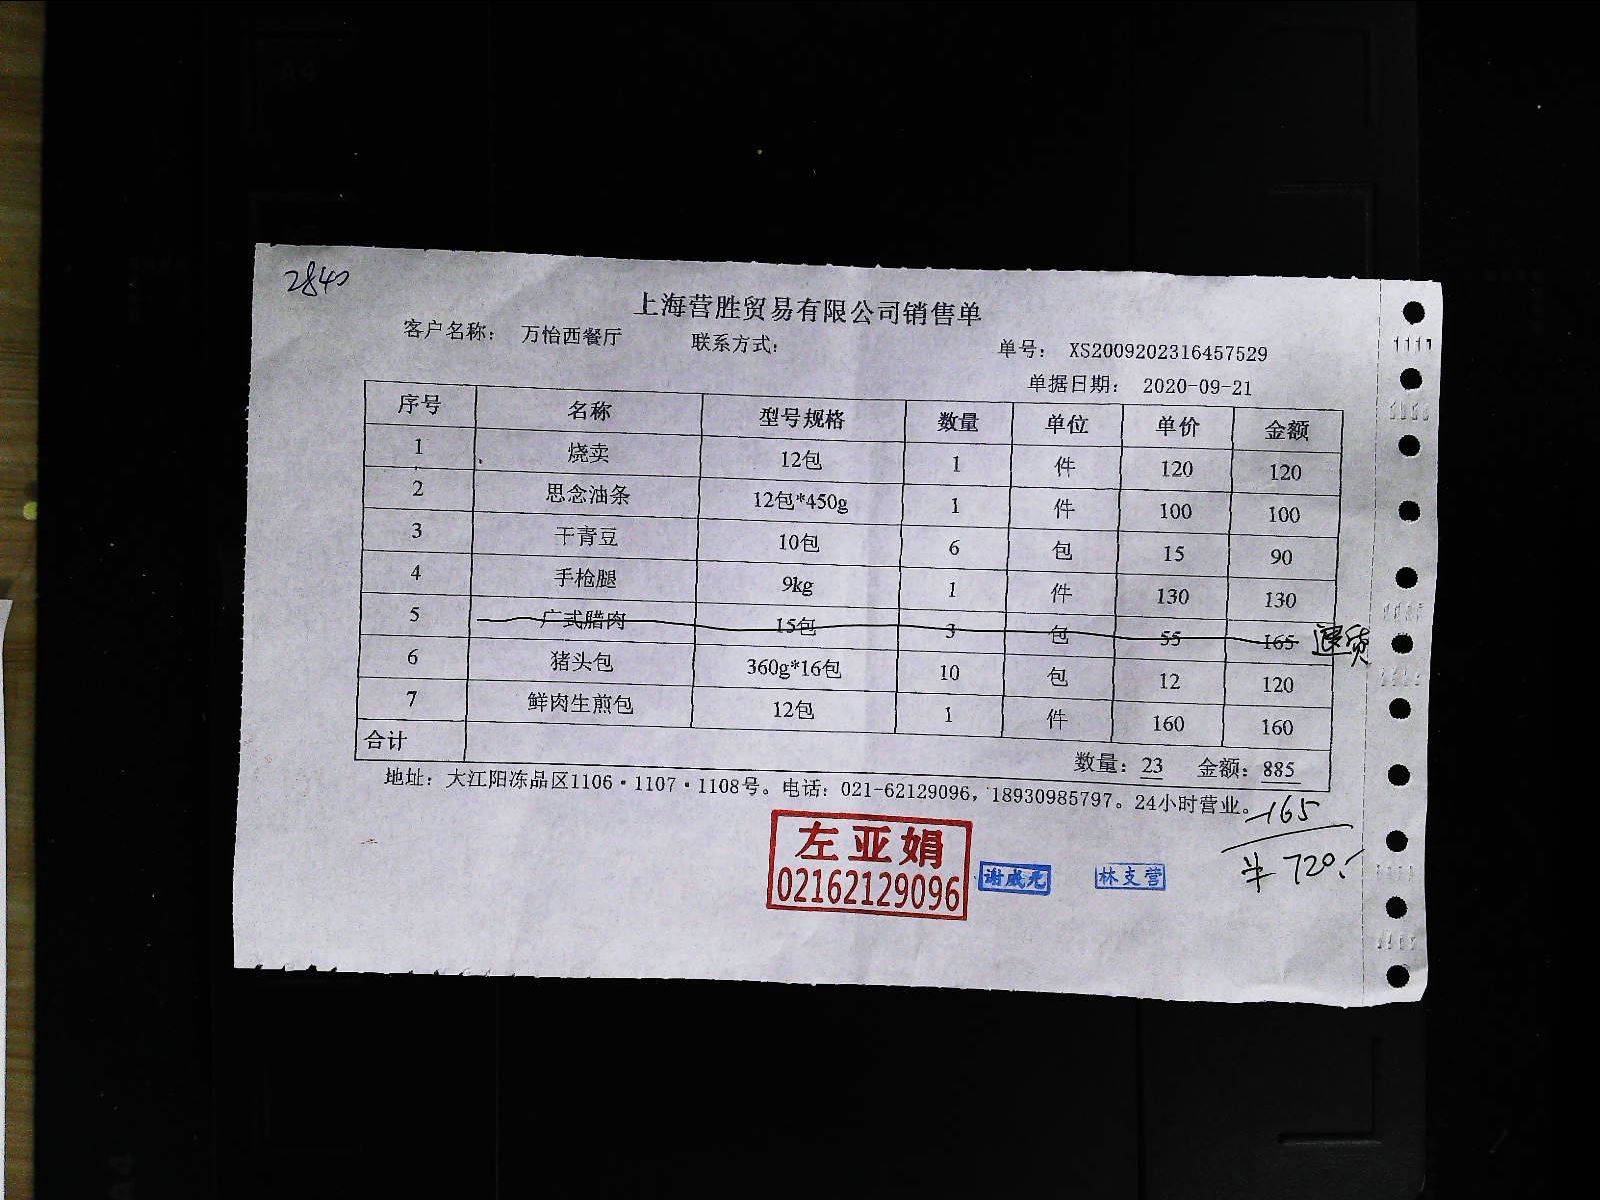 2840
上海营胜贸易有限公司销售单
客户名称： 万怡西餐厅 联系方式： 单号： XS2009202316457529
单据日期： 2020-09-21
序号 名称 型号规格 数量 单位 单价 金额
1 烧卖 12包 1 件 120 120
2 思念油条 12包*450g 1 件 100 100
3 干青豆 10包 6 包 15 90
4 手枪腿 9kg 1 件 130 130
5 广式腊肉 15包 3 包 55 165 退货
6 猪头包 360g*16包 10 包 12 120
7 鲜肉生煎包 12包 1 件 160 160
合计 数量：23 金额：885
地址：大江阳冻品区1106·1107·1108号。电话：021-62129096，18930985797。24小时营业。
-165
¥ 720.-
左亚娟
02162129096
谢威光
林支营
A4